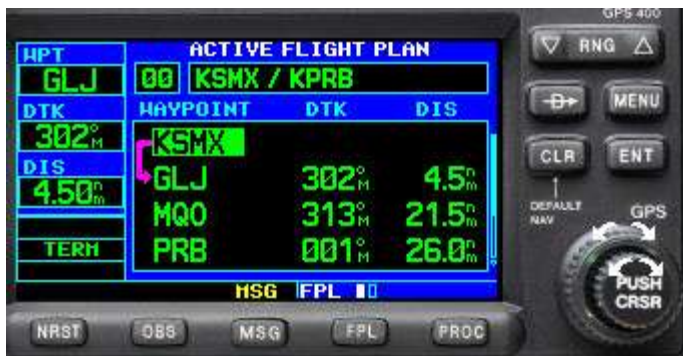 GPS 400
WPT
GLJ
DTK
302°M
DIS
4.50nm
TERM
ACTIVE FLIGHT PLAN
00 KSMX / KPRB
WAYPOINT DTK DIS
KSMX
GLJ 302°M 4.5nm
MQO 313°M 21.5nm
PRB 001°M 26.0nm
MSG FPL
RNG
D
MENU
CLR ENT
DEFAULT NAV
GPS
PUSH CRSR
NRST OBS MSG FPL PROC